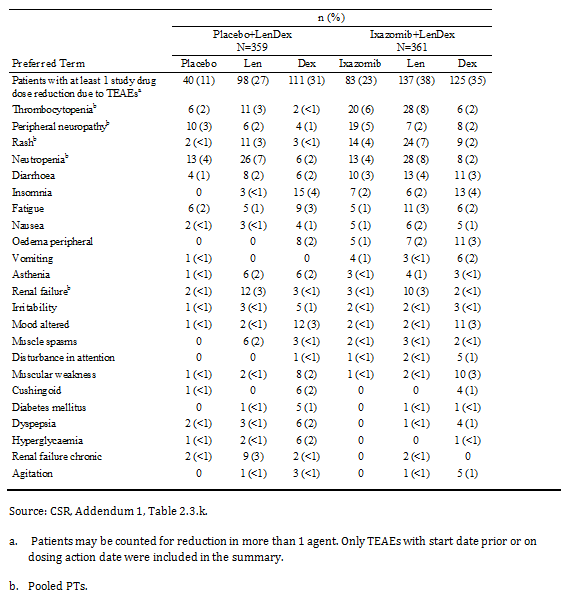 n (%)
Placebo+LenDex Ixazomib+LenDex
N=359 N=361
Preferred Term Placebo Len Dex Ixazomib Len Dex
Patients with at least 1 study drug 40 (11) 98 (27) 111 (31) 83 (23) 137 (38) 125 (35)
dose reduction due to TEAEsa
Thrombocytopeniab 6 (2) 11 (3) 2 (<1) 20 (6) 28 (8) 6 (2)
Peripheral neuropathyb 10 (3) 6 (2) 4 (1) 19 (5) 7 (2) 8 (2)
Rashb 2 (<1) 11 (3) 3 (<1) 14 (4) 24 (7) 9 (2)
Neutropeniab 13 (4) 26 (7) 6 (2) 13 (4) 28 (8) 8 (2)
Diarrhoea 4 (1) 8 (2) 6 (2) 10 (3) 13 (4) 11 (3)
Insomnia 0 3 (<1) 15 (4) 7 (2) 6 (2) 13 (4)
Fatigue 6 (2) 5 (1) 9 (3) 5 (1) 11 (3) 6 (2)
Nausea 2 (<1) 3 (<1) 4 (1) 5 (1) 6 (2) 5 (1)
Oedema peripheral 0 0 8 (2) 5 (1) 7 (2) 11 (3)
Vomiting 1 (<1) 0 0 4 (1) 3 (<1) 6 (2)
Asthenia 1 (<1) 6 (2) 6 (2) 3 (<1) 4 (1) 3 (<1)
Renal failureb 2 (<1) 12 (3) 3 (<1) 3 (<1) 10 (3) 2 (<1)
Irritability 1 (<1) 3 (<1) 5 (1) 2 (<1) 2 (<1) 3 (<1)
Mood altered 1 (<1) 2 (<1) 12 (3) 2 (<1) 2 (<1) 11 (3)
Muscle spasms 0 6 (2) 3 (<1) 2 (<1) 3 (<1) 2 (<1)
Disturbance in attention 0 0 1 (<1) 1 (<1) 2 (<1) 5 (1)
Muscular weakness 1 (<1) 2 (<1) 8 (2) 1 (<1) 2 (<1) 10 (3)
Cushingoid 1 (<1) 0 6 (2) 0 0 4 (1)
Diabetes mellitus 0 1 (<1) 5 (1) 0 1 (<1) 1 (<1)
Dyspepsia 2 (<1) 3 (<1) 6 (2) 0 1 (<1) 4 (1)
Hyperglycaemia 1 (<1) 2 (<1) 6 (2) 0 0 1 (<1)
Renal failure chronic 2 (<1) 9 (3) 2 (<1) 0 2 (<1) 0
Agitation 0 1 (<1) 3 (<1) 0 1 (<1) 5 (1)
Source: CSR, Addendum 1, Table 2.3.k.
a. Patients may be counted for reduction in more than 1 agent. Only TEAEs with start date prior or on
dosing action date were included in the summary.
b. Pooled PTs.